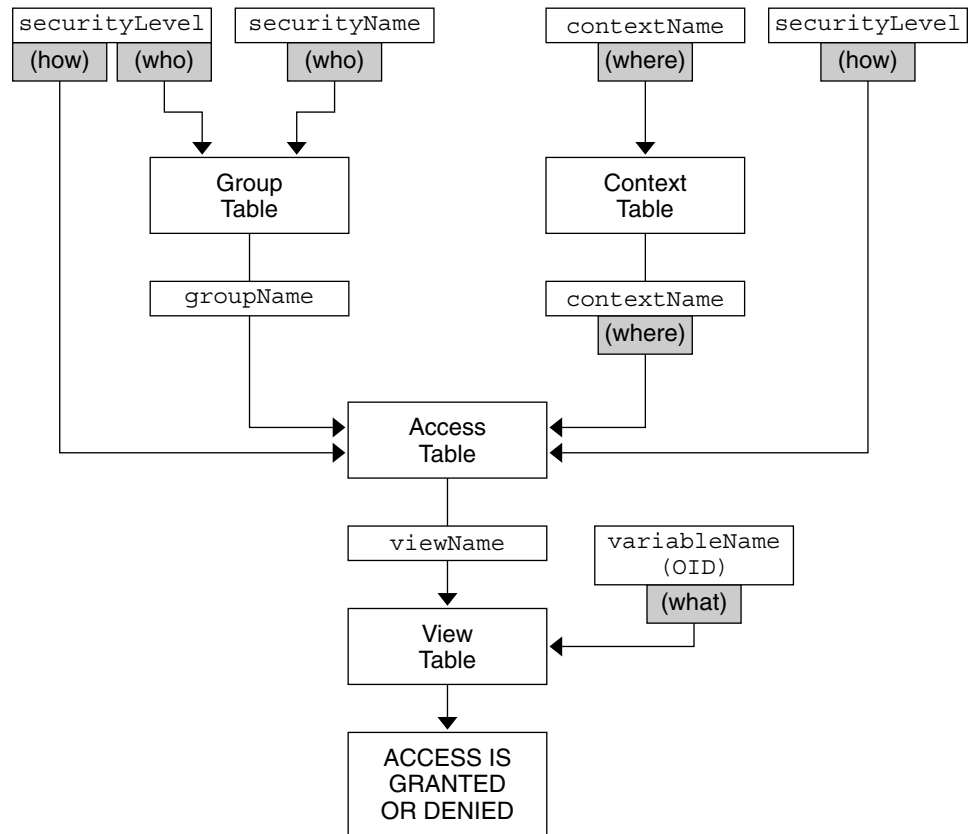 securityLevel
(how)
(who)
securityName
(who)
contextName
(where)
securityLevel
(how)
Group
Table
Context
Table
groupName
contextName
(where)
Access
Table
viewName
variableName
(OID)
(what)
View
Table
ACCESS IS
GRANTED
OR DENIED